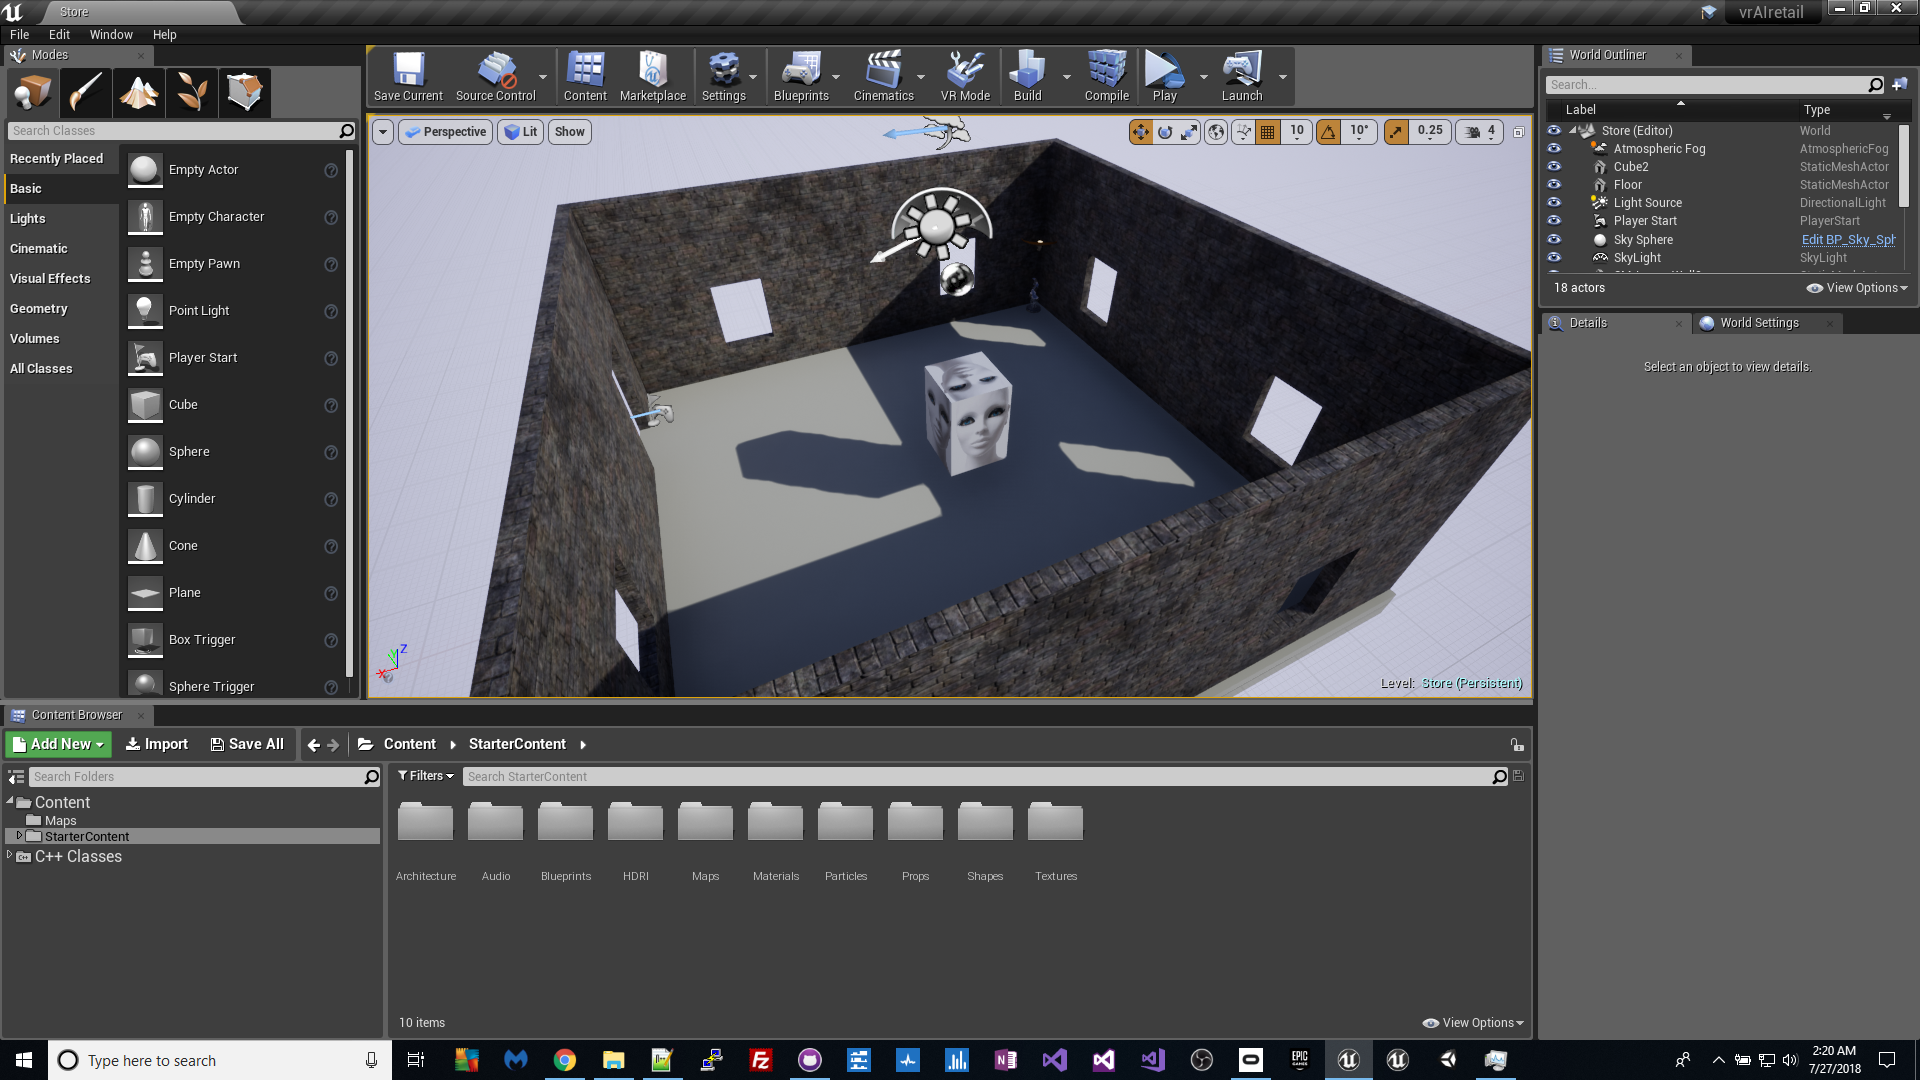 Store
vrAIretail
File Edit Window Help
Modes
Search Classes
Recently Placed
Basic
Lights
Cinematic
Visual Effects
Geometry
Volumes
All Classes
Empty Actor
Empty Character
Empty Pawn
Point Light
Player Start
Cube
Sphere
Cylinder
Cone
Plane
Box Trigger
Sphere Trigger
Save Current Source Control Content Marketplace Settings Blueprints Cinematics VR Mode Build Compile Play Launch
Perspective Lit Show
10 10° 0.25 4
Z
X
Level: Store (Persistent)
World Outliner
Search...
Label Type
Store (Editor) World
Atmospheric Fog AtmosphericFog
Cube2 StaticMeshActor
Floor StaticMeshActor
Light Source DirectionalLight
Player Start PlayerStart
Sky Sphere Edit BP_Sky_Sph
SkyLight SkyLight
18 actors View Options
Details World Settings
Select an object to view details.
Content Browser
Add New Import Save All Content StarterContent
Search Folders
Content
Maps
StarterContent
C++ Classes
Filters Search StarterContent
Architecture Audio Blueprints HDRI Maps Materials Particles Props Shapes Textures
10 items View Options
Type here to search
EPIC GAMES
2:20 AM
7/27/2018